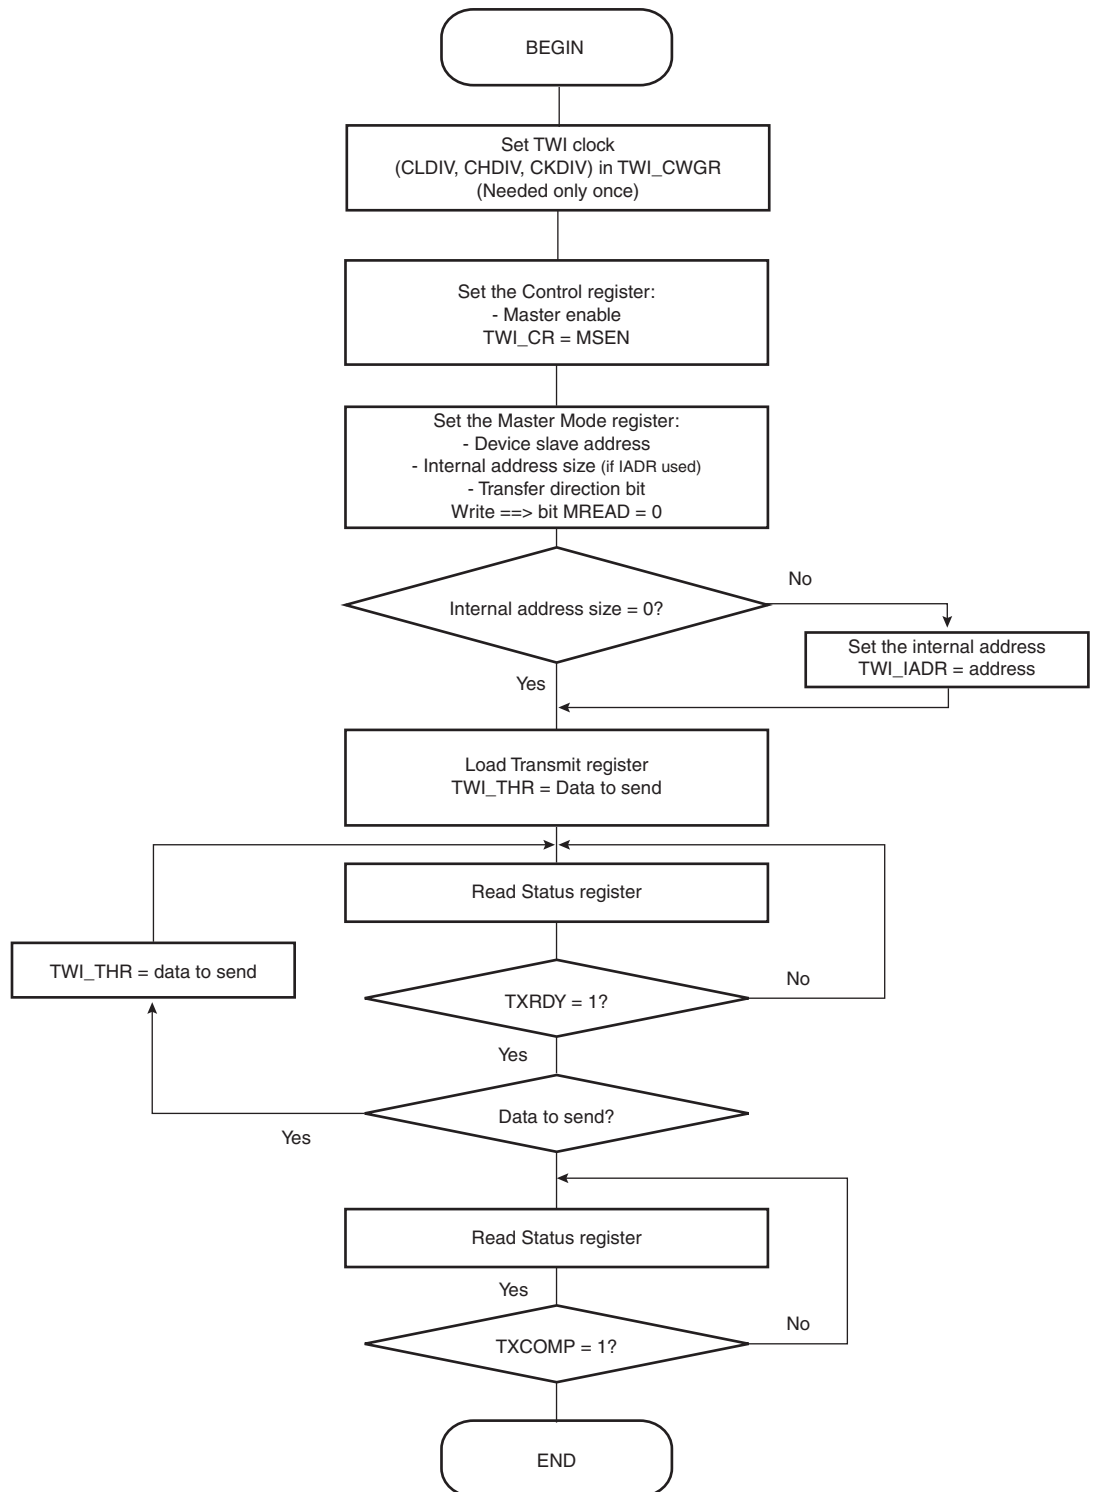 BEGIN
Set TWI clock
(CLDIV, CHDIV, CKDIV) in TWI_CWGR
(Needed only once)
Set the Control register:
- Master enable
TWI_CR = MSEN
Set the Master Mode register:
- Device slave address
- Internal address size (if IADR used)
- Transfer direction bit
Write ==> bit MREAD = 0
No
Internal address size = 0?
Set the internal address
TWI_IADR = address
Yes
Load Transmit register
TWI_THR = Data to send
Read Status register
TWI_THR = data to send
No
TXRDY = 1?
Yes
Data to send?
Yes
Read Status register
Yes
No
TXCOMP = 1?
END